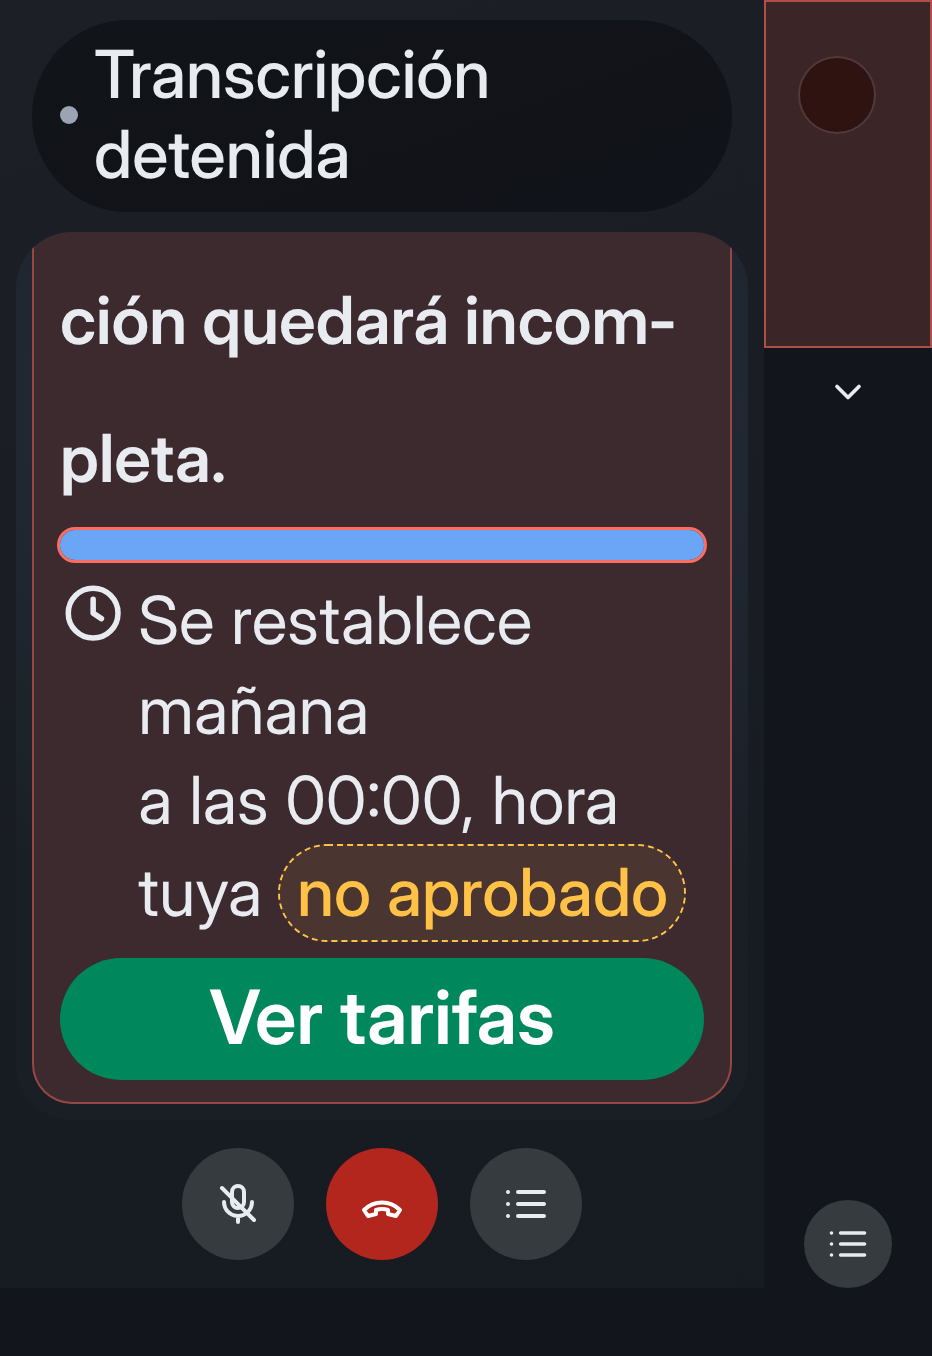 Transcripción
detenida
ción quedará incom-
pleta.
Se restablece
mañana
a las 00:00, hora
tuya no aprobado
Ver tarifas